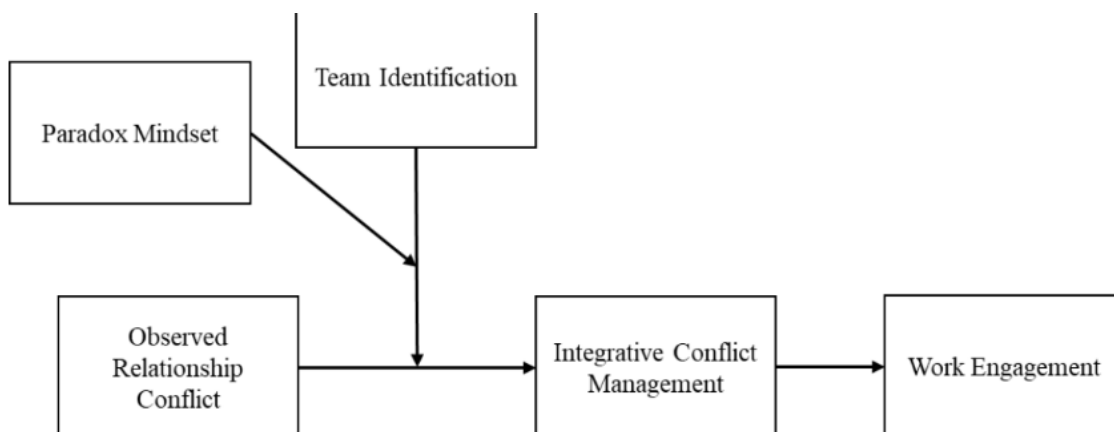 Team Identification
Paradox Mindset
Observed
Relationship
Conflict
Integrative Conflict
Management
Work Engagement